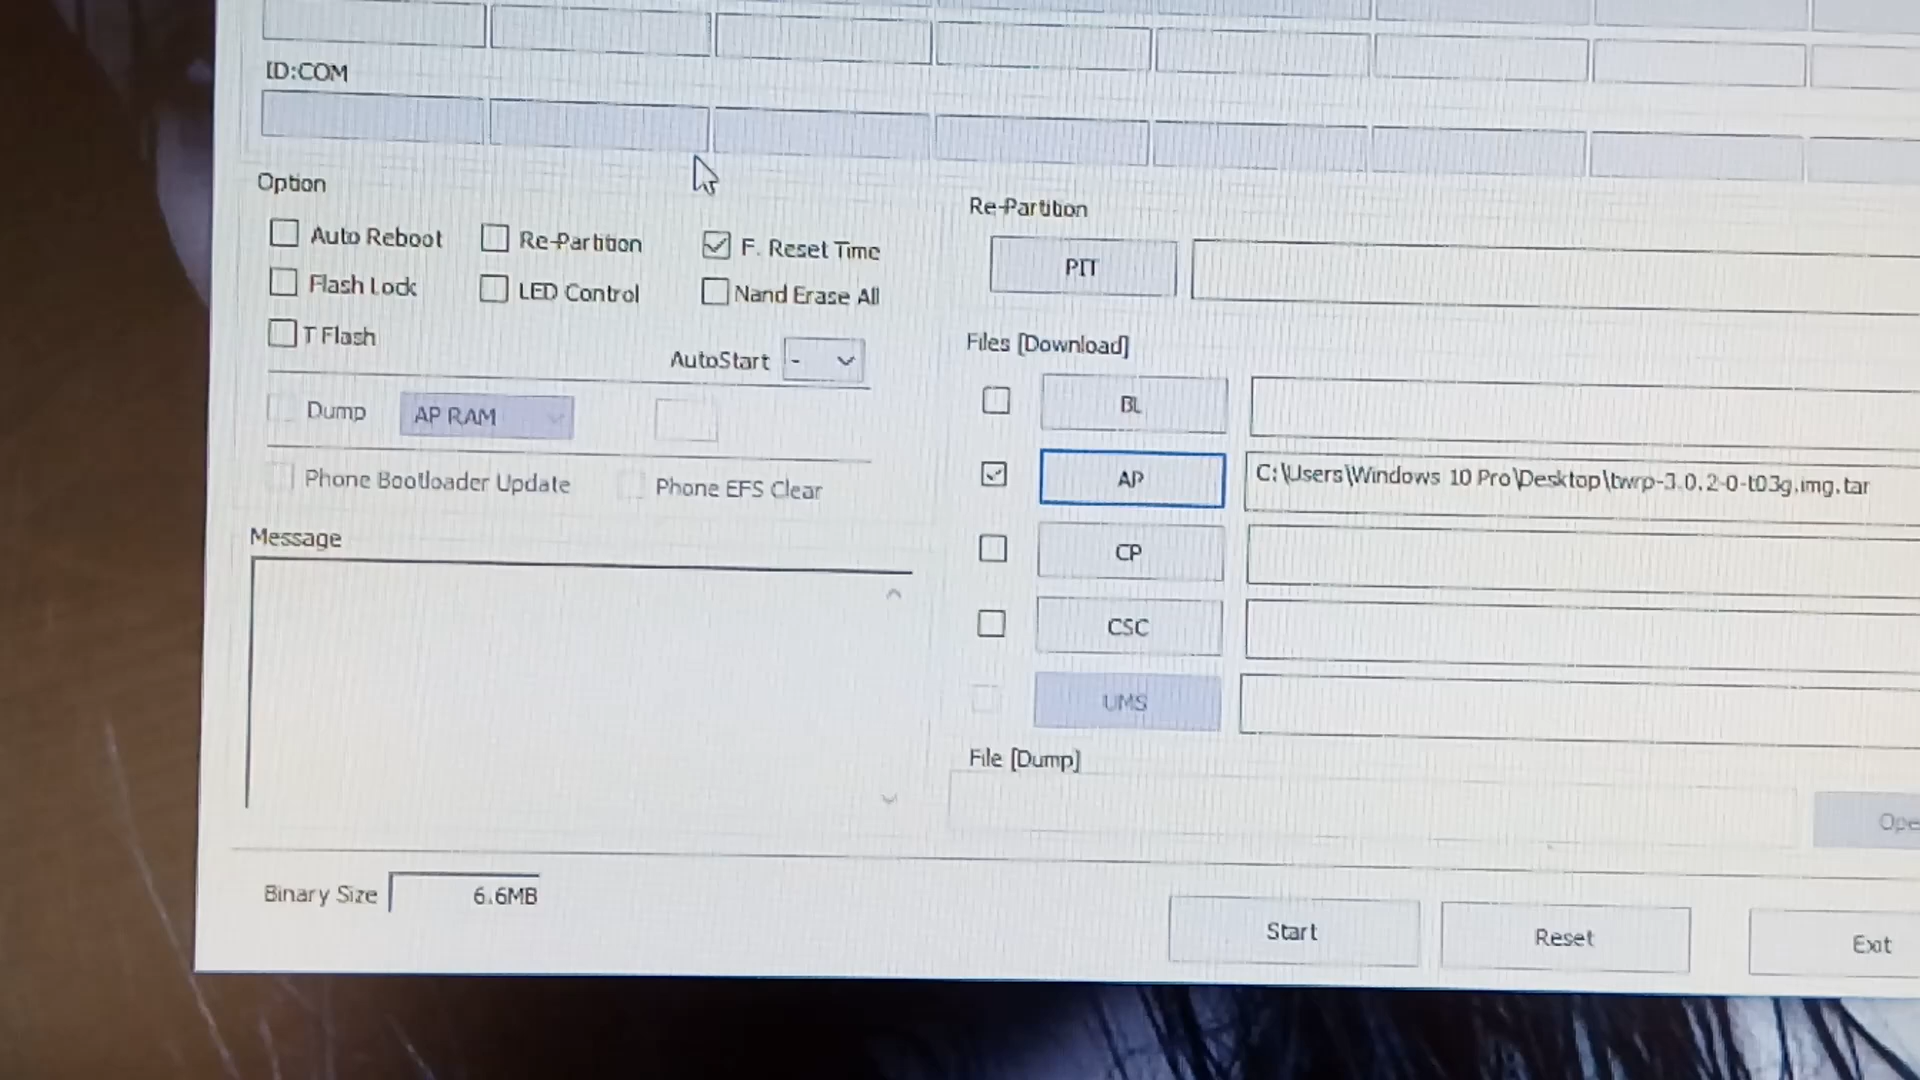 ID:COM
Option
Auto Reboot
Re-Partition
F. Reset Time
Flash Lock
LED Control
Nand Erase All
T Flash
AutoStart
-
Dump
AP RAM
Phone Bootloader Update
Phone EFS Clear
Message
Binary Size
6.6MB
Re-Partition
PIT
Files [Download]
BL
AP
C:\Users\Windows 10 Pro\Desktop\twrp-3.0.2-0-t03g.img.tar
CP
CSC
UMS
File [Dump]
Ope
Start
Reset
Exit